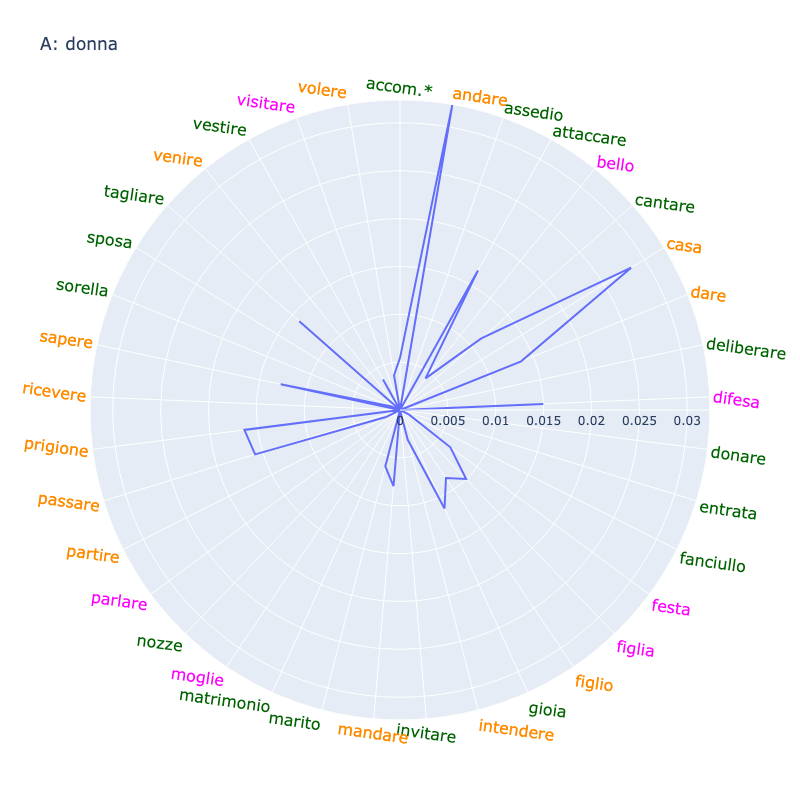 A: donna
accom.*
andare
assedio
attaccare
bello
cantare
casa
dare
deliberare
difesa
donare
entrata
fanciullo
festa
figlia
figlio
gioia
intendere
invitare
mandare
marito
matrimonio
moglie
nozze
parlare
partire
passare
prigione
ricevere
sapere
sorella
sposa
tagliare
venire
vestire
visitare
volere
0 0.005 0.01 0.015 0.02 0.025 0.03